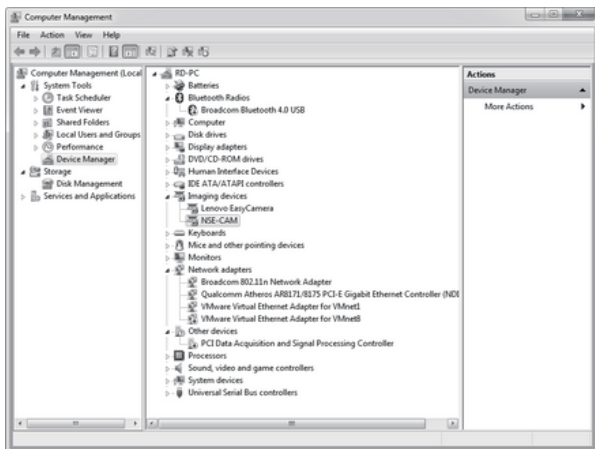 Computer Management
File Action View Help
Computer Management (Local
System Tools
Task Scheduler
Event Viewer
Shared Folders
Local Users and Groups
Performance
Device Manager
Storage
Disk Management
Services and Applications
RD-PC
Batteries
Bluetooth Radios
Broadcom Bluetooth 4.0 USB
Computer
Disk drives
Display adapters
DVD/CD-ROM drives
Human Interface Devices
IDE ATA/ATAPI controllers
Imaging devices
Lenovo EasyCamera
NSE-CAM
Keyboards
Mice and other pointing devices
Monitors
Network adapters
Broadcom 802.11n Network Adapter
Qualcomm Atheros AR8171/8175 PCI-E Gigabit Ethernet Controller (NDI
VMware Virtual Ethernet Adapter for VMnet1
VMware Virtual Ethernet Adapter for VMnet8
Other devices
PCI Data Acquisition and Signal Processing Controller
Processors
Sound, video and game controllers
System devices
Universal Serial Bus controllers
Actions
Device Manager
More Actions